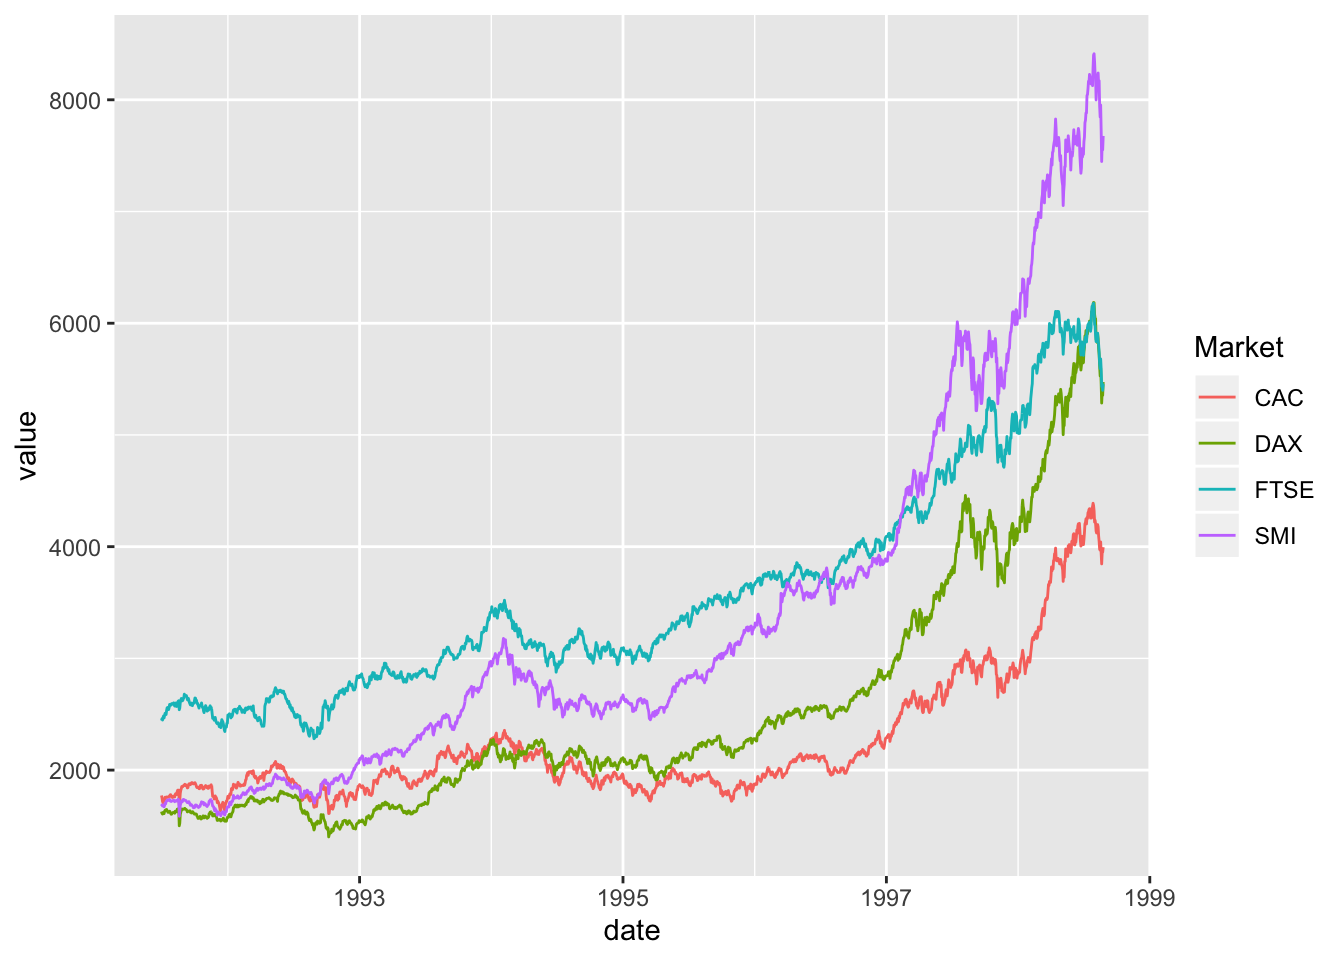 8000
6000
4000
2000
value
1993
1995
1997
1999
date
Market
CAC
DAX
FTSE
SMI